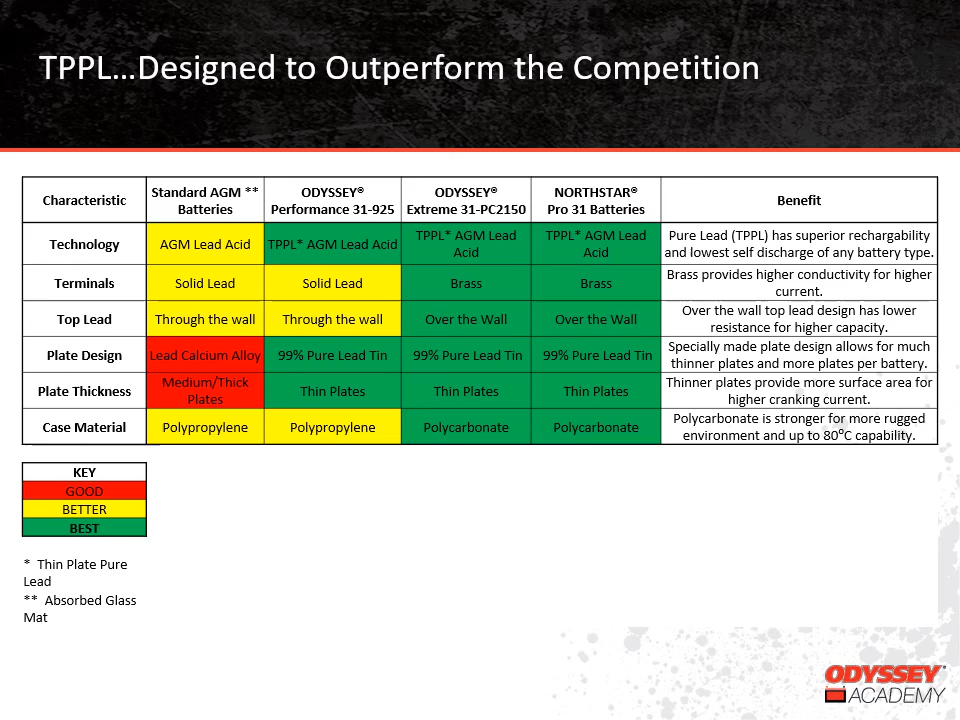 TPPL...Designed to Outperform the Competition
Characteristic
Standard AGM **
Batteries
ODYSSEY®
Performance 31-925
ODYSSEY®
Extreme 31-PC2150
NORTHSTAR®
Pro 31 Batteries
Benefit
Technology
AGM Lead Acid
TPPL* AGM Lead Acid
TPPL* AGM Lead
Acid
TPPL* AGM Lead
Acid
Pure Lead (TPPL) has superior rechargability
and lowest self discharge of any battery type.
Terminals
Solid Lead
Solid Lead
Brass
Brass
Brass provides higher conductivity for higher
current.
Top Lead
Through the wall
Through the wall
Over the Wall
Over the Wall
Over the wall top lead design has lower
resistance for higher capacity.
Plate Design
Lead Calcium Alloy
99% Pure Lead Tin
99% Pure Lead Tin
99% Pure Lead Tin
Specially made plate design allows for much
thinner plates and more plates per battery.
Plate Thickness
Medium/Thick
Plates
Thin Plates
Thin Plates
Thin Plates
Thinner plates provide more surface area for
higher cranking current.
Case Material
Polypropylene
Polypropylene
Polycarbonate
Polycarbonate
Polycarbonate is stronger for more rugged
environment and up to 80°C capability.
KEY
GOOD
BETTER
BEST
* Thin Plate Pure
Lead
** Absorbed Glass
Mat
ODYSSEY®
ACADEMY